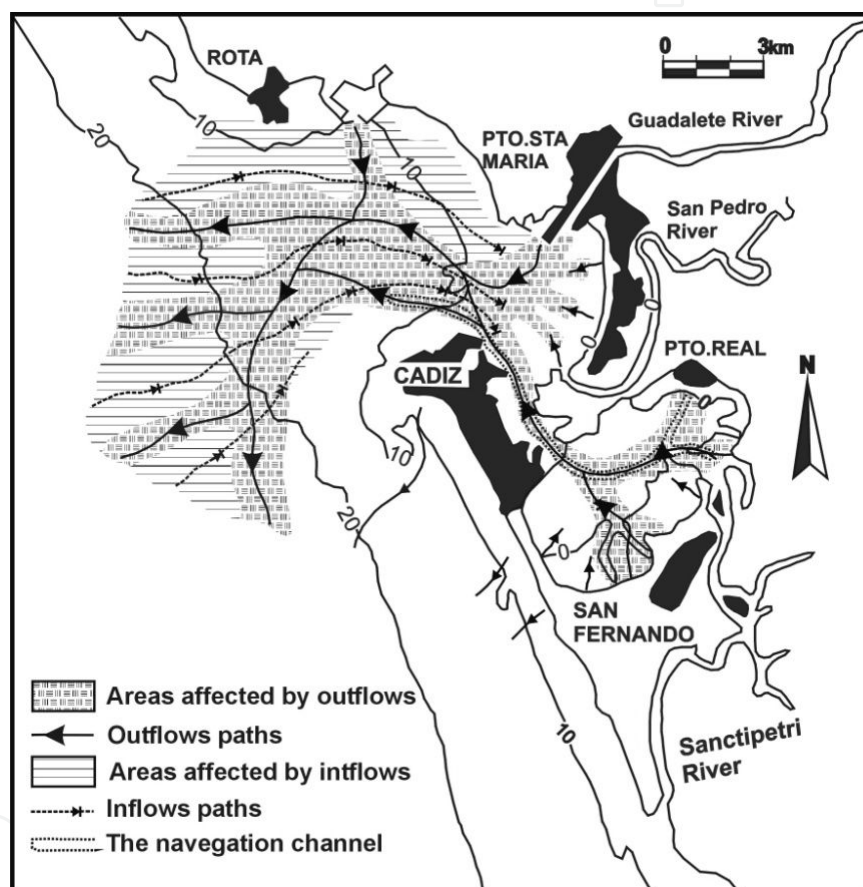 ROTA
0 3km
20
10
10
PTO.STA
MARIA
Guadalete River
San Pedro
River
0
0
PTO.REAL
0
N
CADIZ
10
20
0
SAN
FERNANDO
10
Sanctipetri
River
Areas affected by outflows
Outflows paths
Areas affected by intflows
Inflows paths
The navegation channel